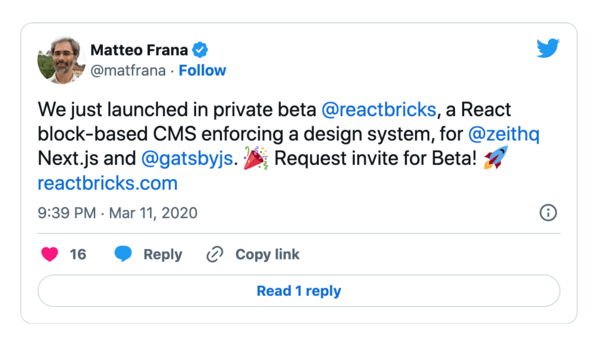 Matteo Frana
@matfrana · Follow
We just launched in private beta @reactbricks, a React
block-based CMS enforcing a design system, for @zeithq
Next.js and @gatsbyjs. 🎉 Request invite for Beta! 🚀
reactbricks.com
9:39 PM · Mar 11, 2020
16 Reply Copy link
Read 1 reply